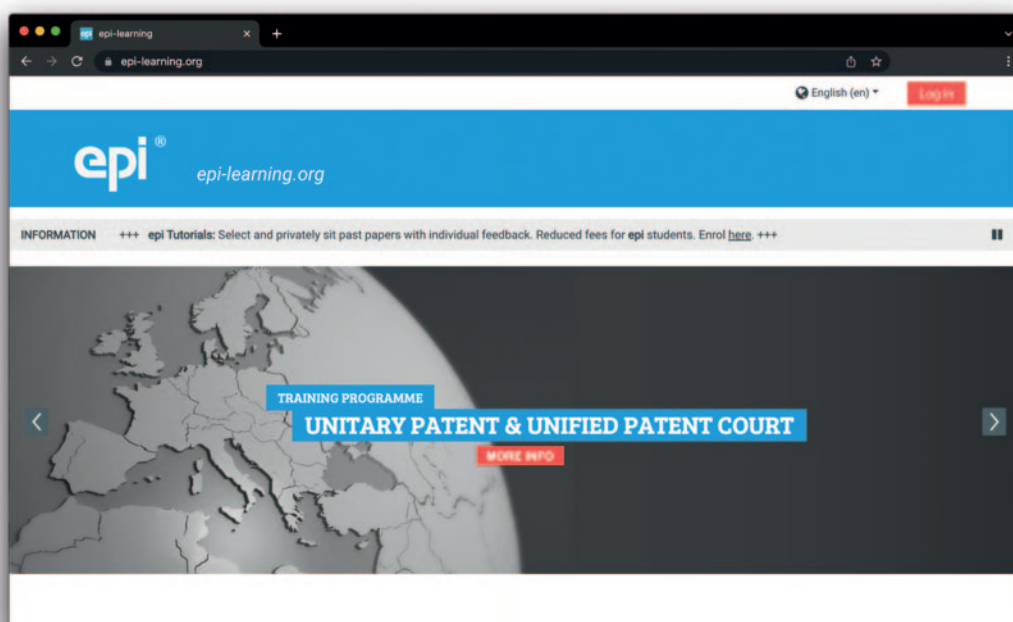 epi epi-learning
epi-learning.org
English (en)
Log in
epi®
epi-learning.org
INFORMATION +++ epi Tutorials: Select and privately sit past papers with individual feedback. Reduced fees for epi students. Enrol here. +++
TRAINING PROGRAMME
UNITARY PATENT & UNIFIED PATENT COURT
MORE INFO